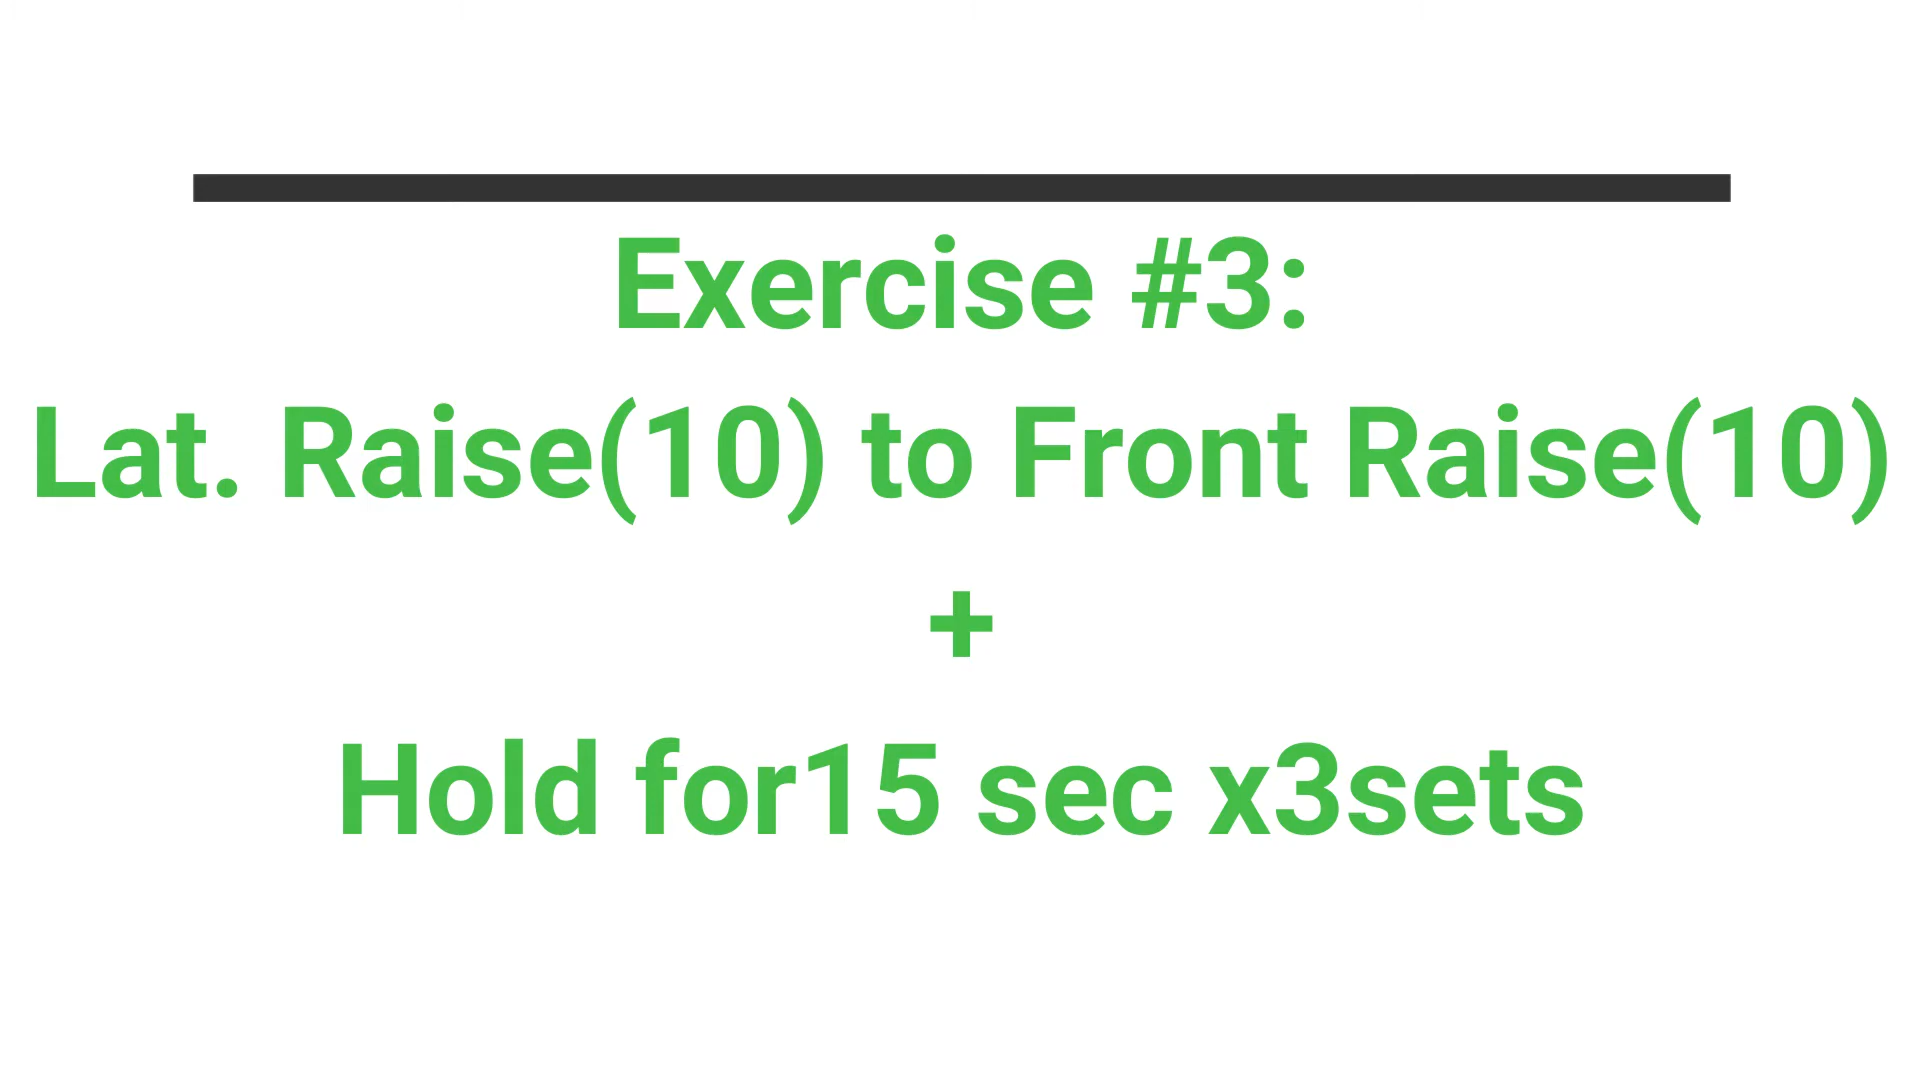 Exercise #3:
Lat. Raise(10) to Front Raise(10)
+
Hold for15 sec x3sets